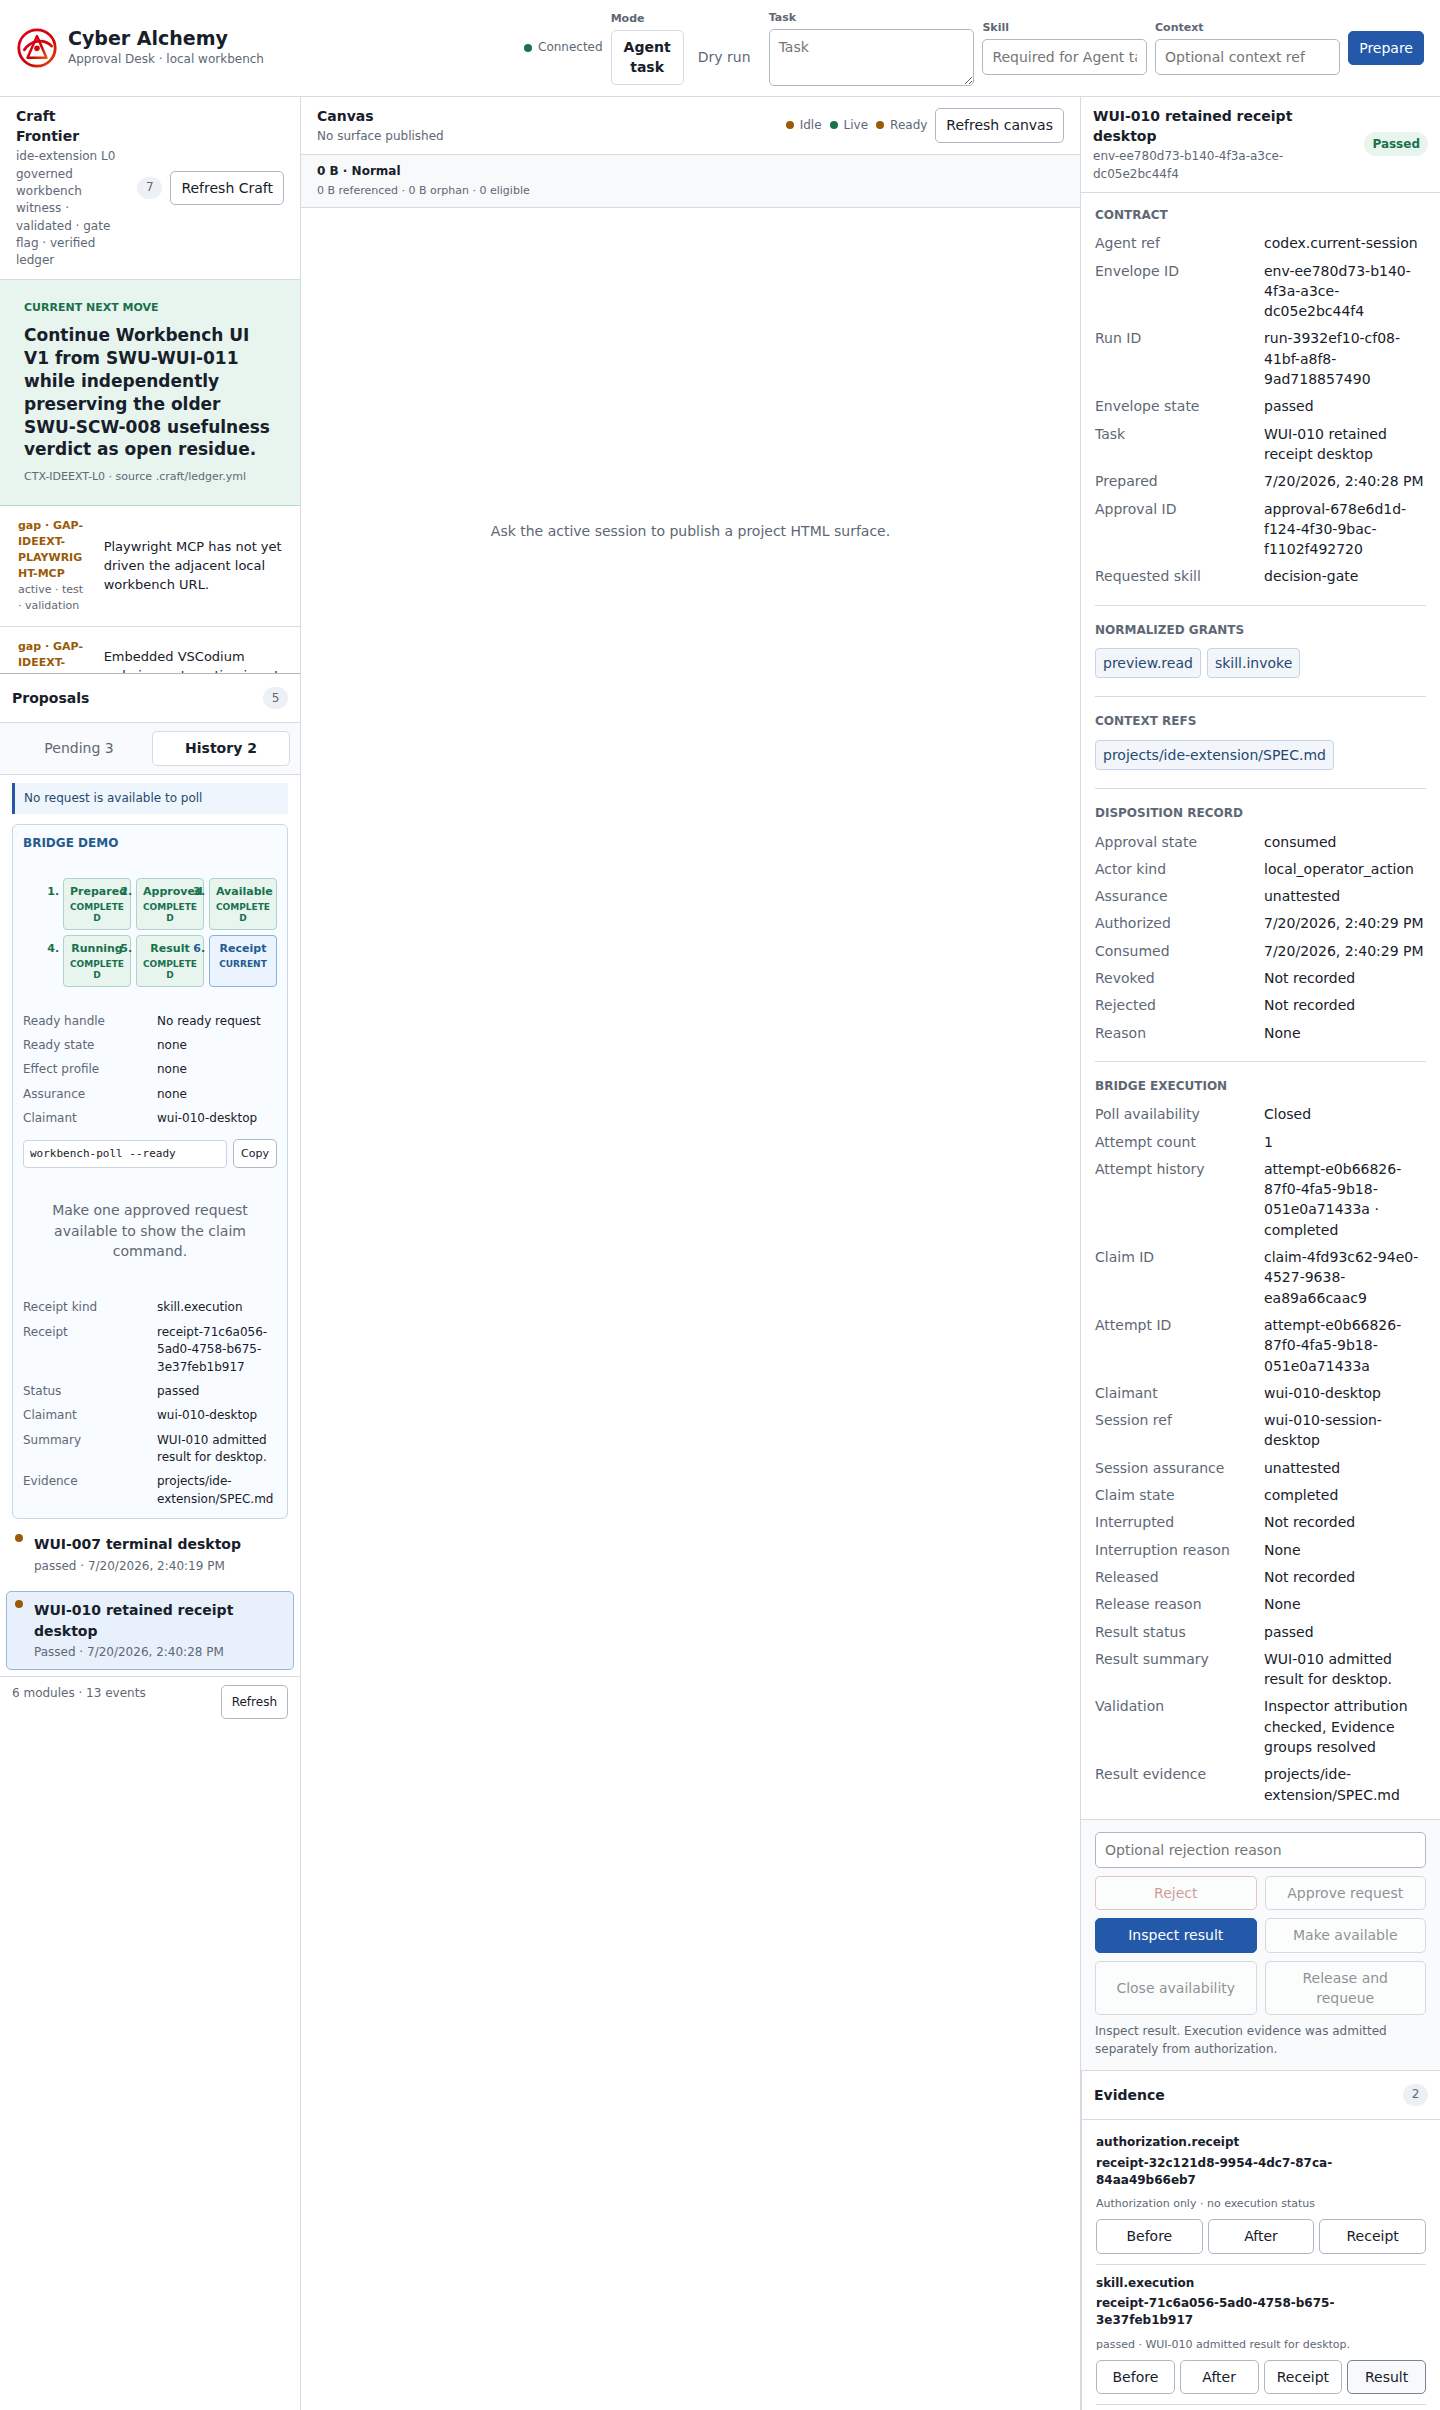 Cyber Alchemy
Approval Desk · local workbench
Connected
Mode
Agent
task
Dry run
Task
Task
Skill
Required for Agent ta
Context
Optional context ref
Prepare
Craft
Frontier
ide-extension L0
governed
workbench
witness ·
validated · gate
flag · verified
ledger
7
Refresh Craft
CURRENT NEXT MOVE
Continue Workbench UI
V1 from SWU-WUI-011
while independently
preserving the older
SWU-SCW-008 usefulness
verdict as open residue.
CTX-IDEEXT-L0 · source .craft/ledger.yml
gap · GAP-
IDEEXT-
PLAYWRIG
HT-MCP
active · test
· validation
Playwright MCP has not yet
driven the adjacent local
workbench URL.
gap · GAP-
IDEEXT-
Embedded VSCodium
Proposals
5
Pending 3
History 2
No request is available to poll
BRIDGE DEMO
1. Prepared
COMPLETE
D
2. Approved
COMPLETE
D
3. Available
COMPLETE
D
4. Running
COMPLETE
D
5. Result
COMPLETE
D
6. Receipt
CURRENT
Ready handle No ready request
Ready state none
Effect profile none
Assurance none
Claimant wui-010-desktop
workbench-poll --ready
Copy
Make one approved request
available to show the claim
command.
Receipt kind skill.execution
Receipt receipt-71c6a056-
5ad0-4758-b675-
3e37feb1b917
Status passed
Claimant wui-010-desktop
Summary WUI-010 admitted
result for desktop.
Evidence projects/ide-
extension/SPEC.md
WUI-007 terminal desktop
passed · 7/20/2026, 2:40:19 PM
WUI-010 retained receipt
desktop
Passed · 7/20/2026, 2:40:28 PM
6 modules · 13 events
Refresh
Canvas
No surface published
Idle
Live
Ready
Refresh canvas
0 B · Normal
0 B referenced · 0 B orphan · 0 eligible
Ask the active session to publish a project HTML surface.
WUI-010 retained receipt
desktop
env-ee780d73-b140-4f3a-a3ce-
dc05e2bc44f4
Passed
CONTRACT
Agent ref codex.current-session
Envelope ID env-ee780d73-b140-
4f3a-a3ce-
dc05e2bc44f4
Run ID run-3932ef10-cf08-
41bf-a8f8-
9ad718857490
Envelope state passed
Task WUI-010 retained
receipt desktop
Prepared 7/20/2026, 2:40:28 PM
Approval ID approval-678e6d1d-
f124-4f30-9bac-
f1102f492720
Requested skill decision-gate
NORMALIZED GRANTS
preview.read
skill.invoke
CONTEXT REFS
projects/ide-extension/SPEC.md
DISPOSITION RECORD
Approval state consumed
Actor kind local_operator_action
Assurance unattested
Authorized 7/20/2026, 2:40:29 PM
Consumed 7/20/2026, 2:40:29 PM
Revoked Not recorded
Rejected Not recorded
Reason None
BRIDGE EXECUTION
Poll availability Closed
Attempt count 1
Attempt history attempt-e0b66826-
87f0-4fa5-9b18-
051e0a71433a ·
completed
Claim ID claim-4fd93c62-94e0-
4527-9638-
ea89a66caac9
Attempt ID attempt-e0b66826-
87f0-4fa5-9b18-
051e0a71433a
Claimant wui-010-desktop
Session ref wui-010-session-
desktop
Session assurance unattested
Claim state completed
Interrupted Not recorded
Interruption reason None
Released Not recorded
Release reason None
Result status passed
Result summary WUI-010 admitted
result for desktop.
Validation Inspector attribution
checked, Evidence
groups resolved
Result evidence projects/ide-
extension/SPEC.md
Optional rejection reason
Reject
Approve request
Inspect result
Make available
Close availability
Release and
requeue
Inspect result. Execution evidence was admitted
separately from authorization.
Evidence
2
authorization.receipt
receipt-32c121d8-9954-4dc7-87ca-
84aa49b66eb7
Authorization only · no execution status
Before
After
Receipt
skill.execution
receipt-71c6a056-5ad0-4758-b675-
3e37feb1b917
passed · WUI-010 admitted result for desktop.
Before
After
Receipt
Result